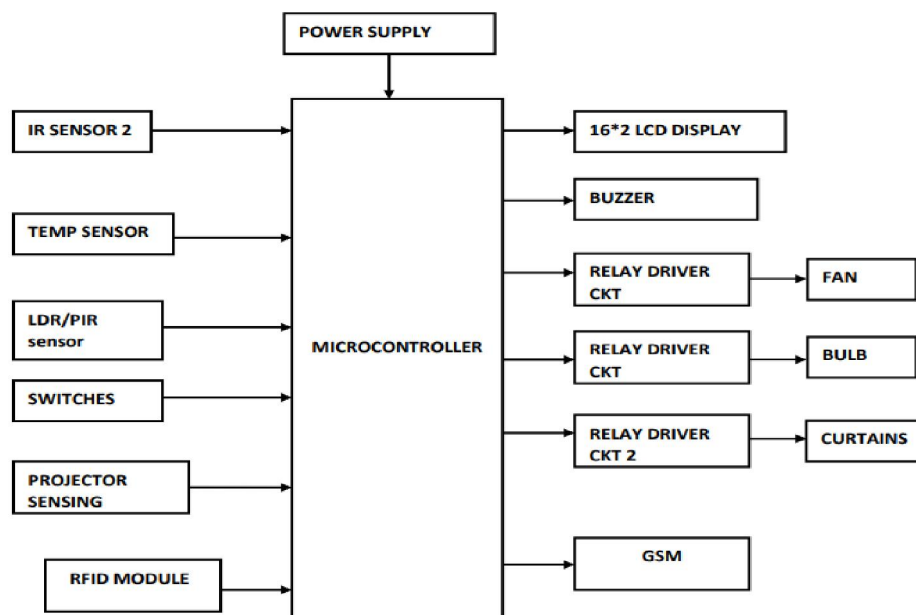 POWER SUPPLY
IR SENSOR 2
TEMP SENSOR
LDR/PIR
sensor
SWITCHES
PROJECTOR
SENSING
RFID MODULE
MICROCONTROLLER
16*2 LCD DISPLAY
BUZZER
RELAY DRIVER
CKT
FAN
RELAY DRIVER
CKT
BULB
RELAY DRIVER
CKT 2
CURTAINS
GSM